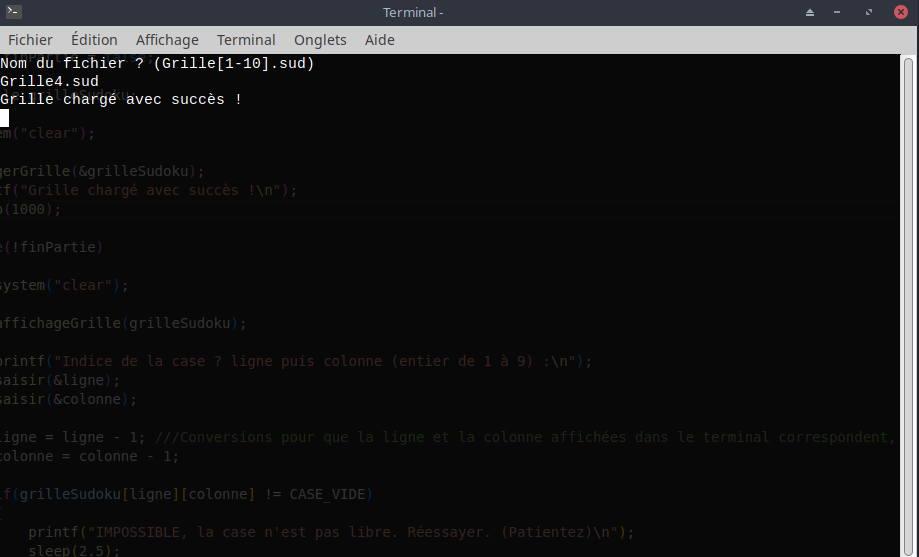 Terminal -
Fichier Édition Affichage Terminal Onglets Aide
Nom du fichier ? (Grille[1-10].sud)
Grille4.sud
Grille chargé avec succès !
em("clear");
gerGrille(&grilleSudoku);
tf("Grille chargé avec succès !\n");
p(1000);
e(!finPartie)
system("clear");
affichageGrille(grilleSudoku);
printf("Indice de la case ? ligne puis colonne (entier de 1 à 9) :\n");
saisir(&ligne);
saisir(&colonne);
ligne = ligne - 1; ///Conversions pour que la ligne et la colonne affichées dans le terminal correspondent,
colonne = colonne - 1;
if(grilleSudoku[ligne][colonne] != CASE_VIDE)
{
printf("IMPOSSIBLE, la case n'est pas libre. Réessayer. (Patientez)\n");
sleep(2.5);